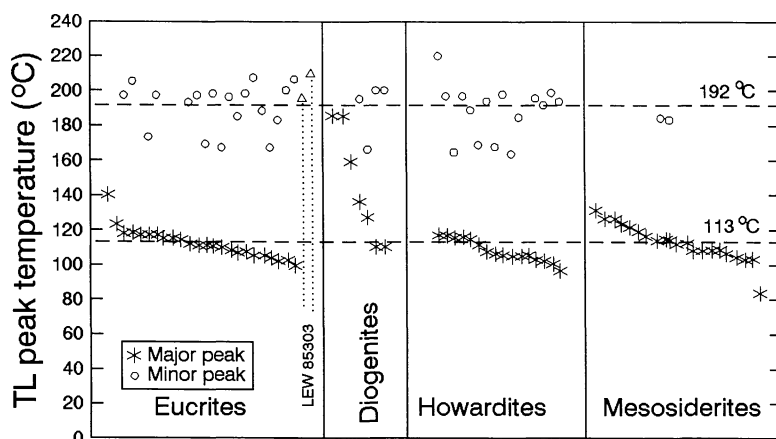 TL peak temperature (°C)
240
220
200
180
160
140
120
100
80
60
40
20
0
192 °C
113 °C
Major peak
Minor peak
Eucrites
LEW 85303
Diogenites
Howardites
Mesosiderites